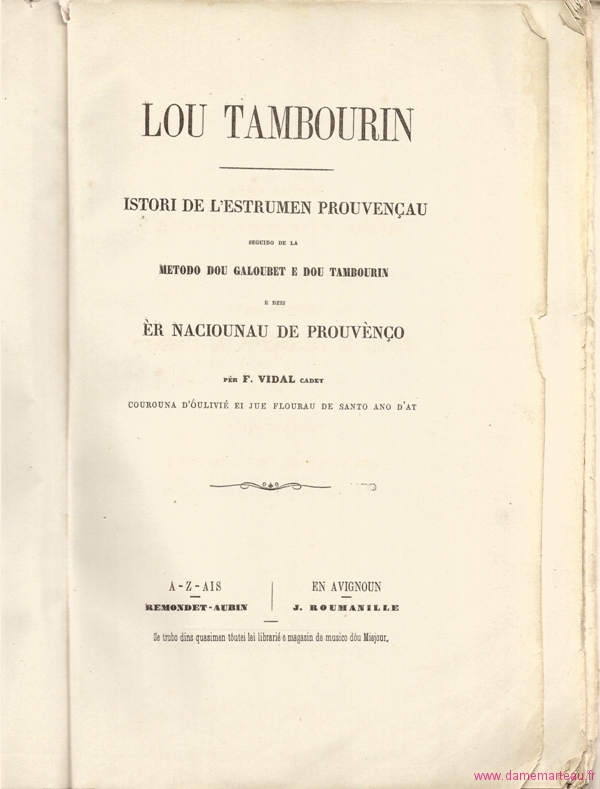 LOU TAMBOURIN
ISTORI DE L'ESTRUMEN PROUVENÇAU
SEGUIDO DE LA
METODO DOU GALOUBET E DOU TAMBOURIN
E DEIS
ÈR NACIOUNAU DE PROUVÈNÇO
PÈR F. VIDAL CADET
COUROUNA D'ÓULIVIÉ EI JUE FLOURAU DE SANTO ANO D'AT
A-Z-AIS
REMONDET-AUBIN
EN AVIGNOUN
J. ROUMANILLE
Se trobo dins quasimen tóutei lei librarié e magazin de musico dóu Miejour.
www.damemarteau.fr